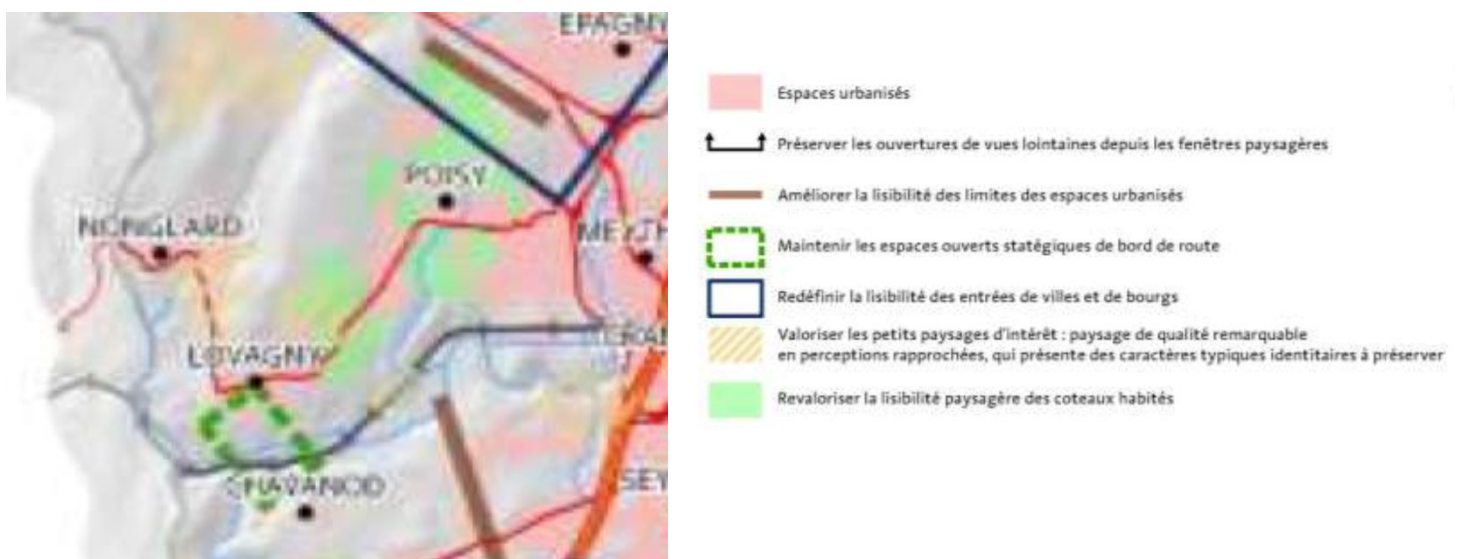 EPAGNY
POISY
NONGLARD
MEYTH
CRAN
LOVAGNY
CHAVANOD
SEY
Espaces urbanisés
Préserver les ouvertures de vues lointaines depuis les fenêtres paysagères
Améliorer la lisibilité des limites des espaces urbanisés
Maintenir les espaces ouverts statégiques de bord de route
Redéfinir la lisibilité des entrées de villes et de bourgs
Valoriser les petits paysages d'intérêt : paysage de qualité remarquable
en perceptions rapprochées, qui présente des caractères typiques identitaires à préserver
Revaloriser la lisibilité paysagère des coteaux habités